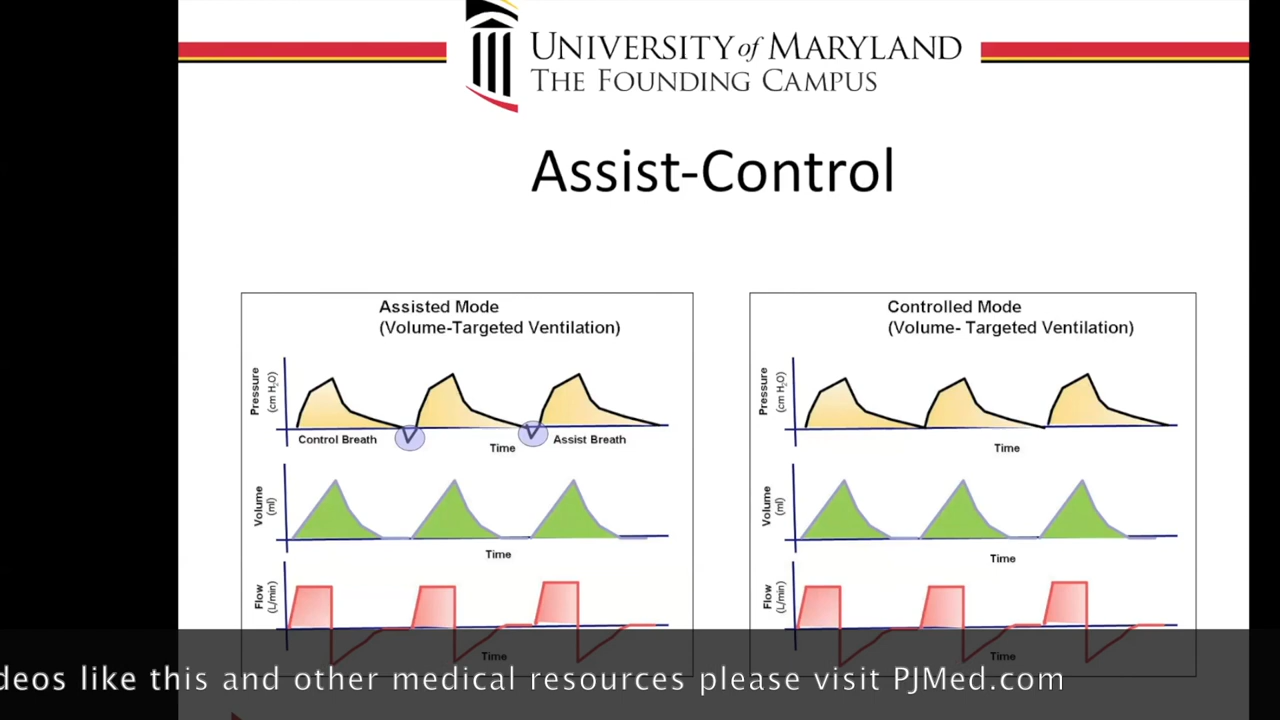 UNIVERSITY of MARYLAND
THE FOUNDING CAMPUS
Assist-Control
Assisted Mode
(Volume-Targeted Ventilation)
Pressure
(cm H₂O)
Control Breath
Assist Breath
Time
Volume
(ml)
Time
Flow
(L/min)
Time
Controlled Mode
(Volume- Targeted Ventilation)
Pressure
(cm H₂O)
Time
Volume
(ml)
Time
Flow
(L/min)
Time
like this and other medical resources please visit PJMed.com